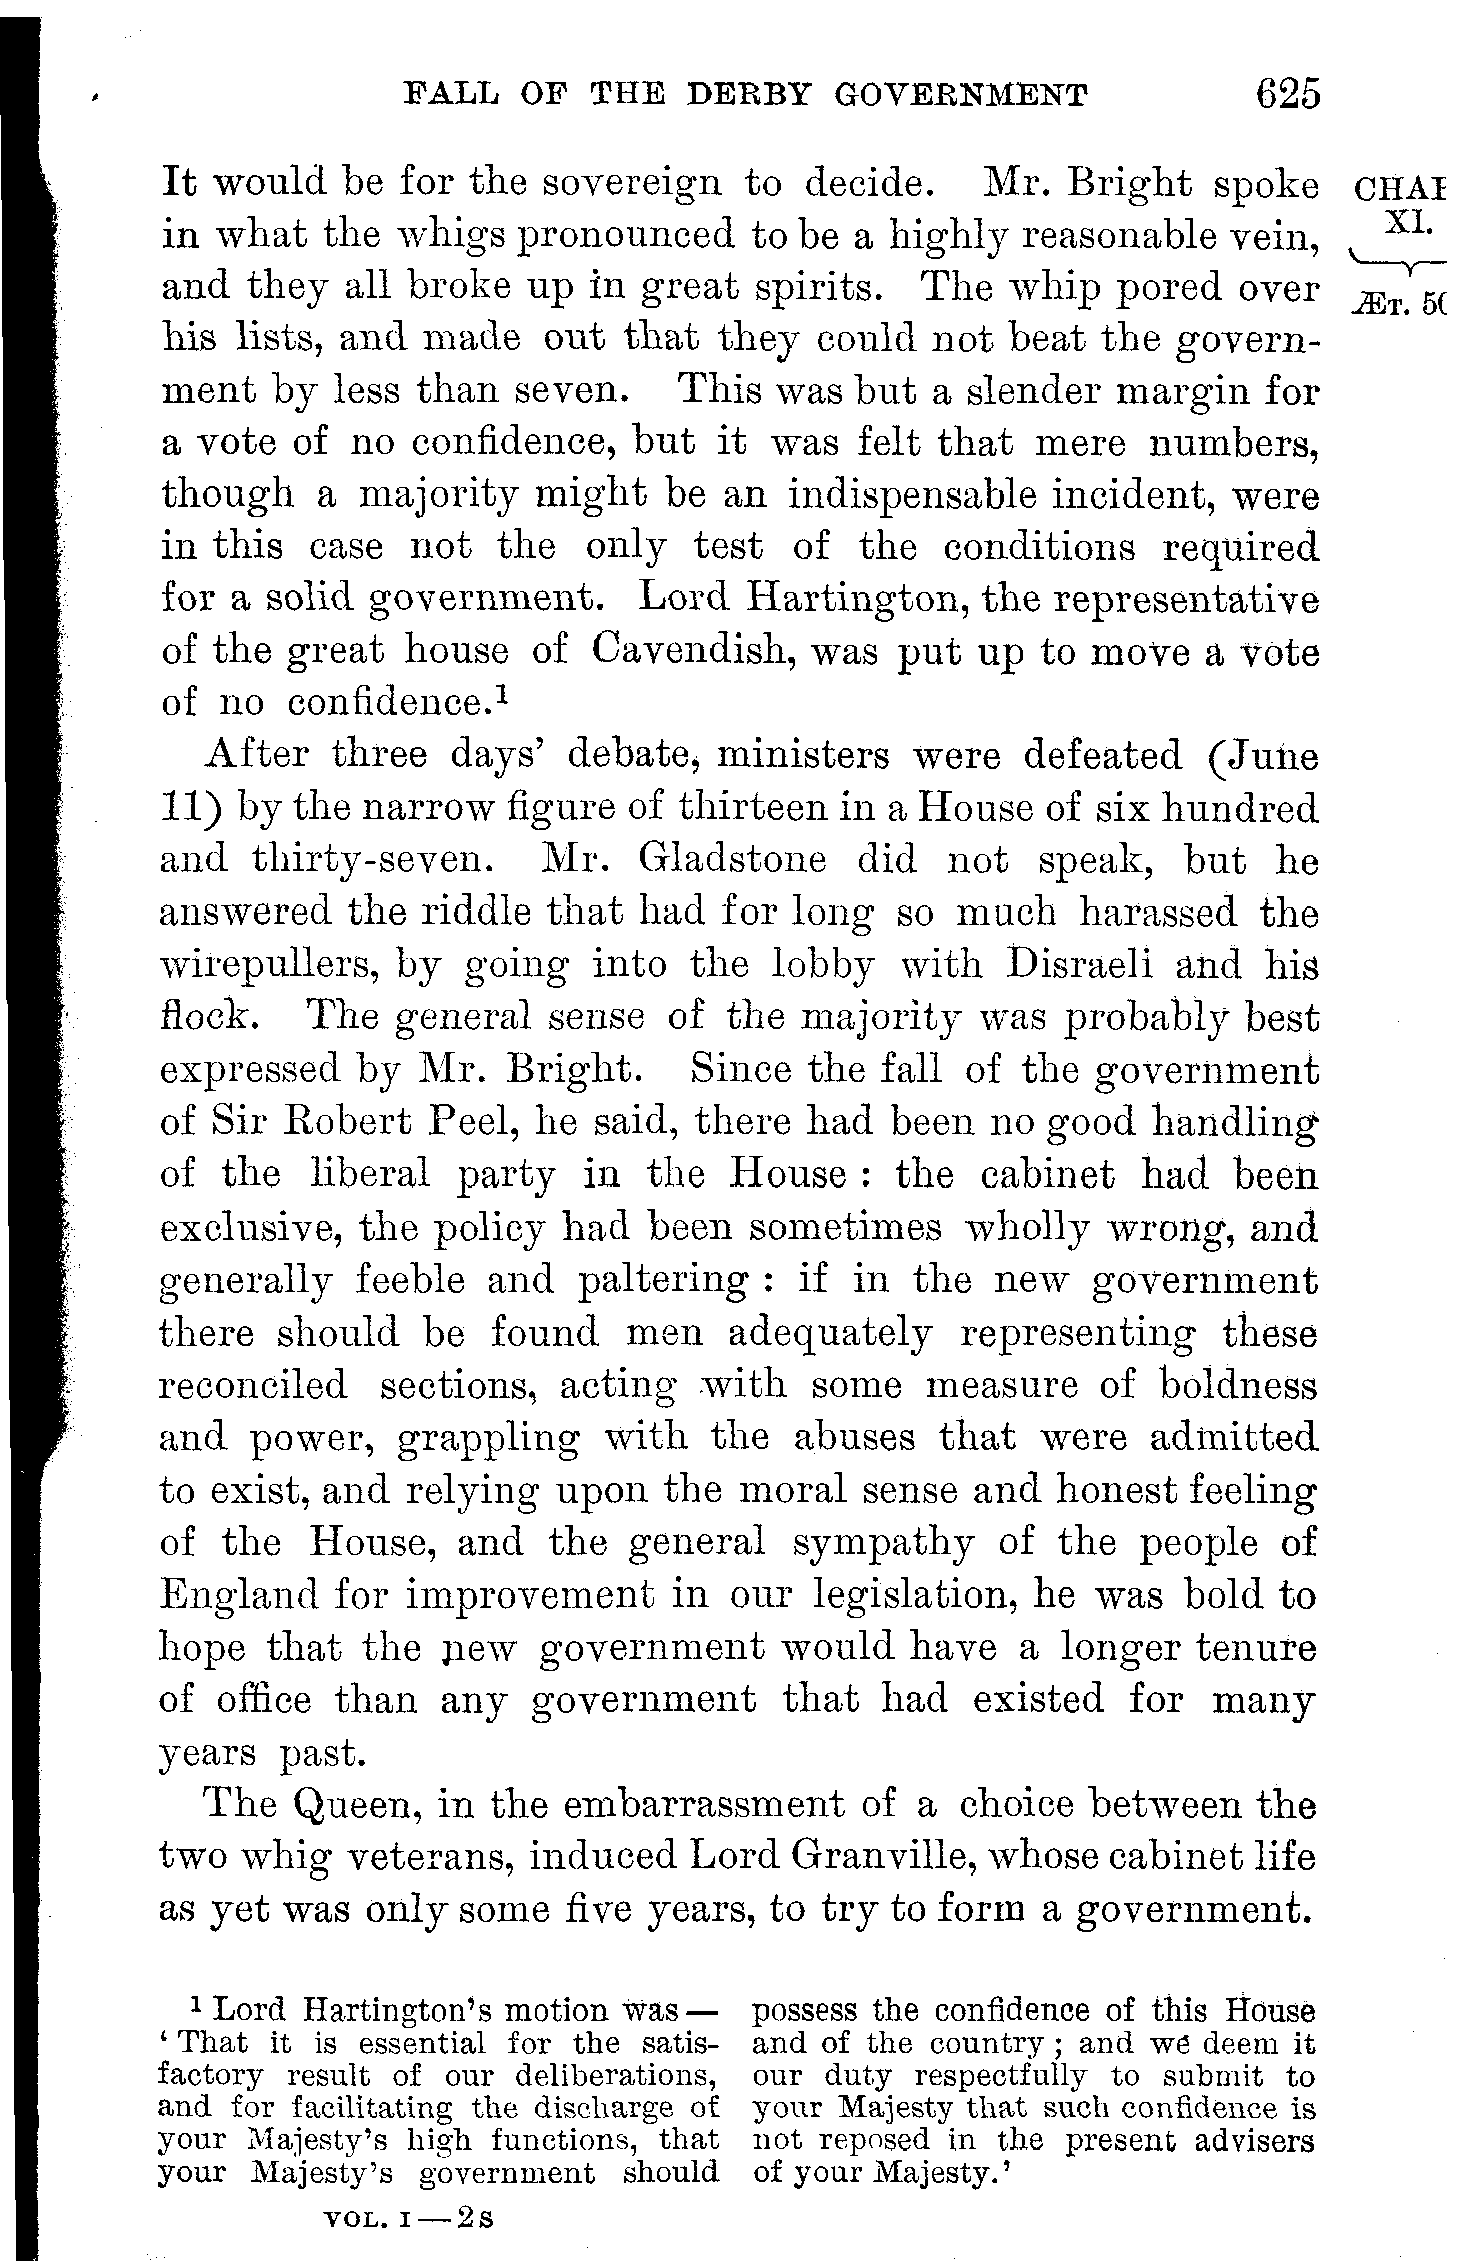 FALL OF THE DERBY GOVERNMENT 625
It would be for the sovereign to decide. Mr. Bright spoke
in what the whigs pronounced to be a highly reasonable vein,
and they all broke up in great spirits. The whip pored over
his lists, and made out that they could not beat the govern-
ment by less than seven. This was but a slender margin for
a vote of no confidence, but it was felt that mere numbers,
though a majority might be an indispensable incident, were
in this case not the only test of the conditions required
for a solid government. Lord Hartington, the representative
of the great house of Cavendish, was put up to move a vote
of no confidence.¹
After three days’ debate, ministers were defeated (June
11) by the narrow figure of thirteen in a House of six hundred
and thirty-seven. Mr. Gladstone did not speak, but he
answered the riddle that had for long so much harassed the
wirepullers, by going into the lobby with Disraeli and his
flock. The general sense of the majority was probably best
expressed by Mr. Bright. Since the fall of the government
of Sir Robert Peel, he said, there had been no good handling
of the liberal party in the House : the cabinet had been
exclusive, the policy had been sometimes wholly wrong, and
generally feeble and paltering : if in the new government
there should be found men adequately representing these
reconciled sections, acting with some measure of boldness
and power, grappling with the abuses that were admitted
to exist, and relying upon the moral sense and honest feeling
of the House, and the general sympathy of the people of
England for improvement in our legislation, he was bold to
hope that the new government would have a longer tenure
of office than any government that had existed for many
years past.
The Queen, in the embarrassment of a choice between the
two whig veterans, induced Lord Granville, whose cabinet life
as yet was only some five years, to try to form a government.
CHAP
XI.
ÆT. 5
¹ Lord Hartington’s motion was—
‘ That it is essential for the satis-
factory result of our deliberations,
and for facilitating the discharge of
your Majesty’s high functions, that
your Majesty’s government should
possess the confidence of this House
and of the country ; and we deem it
our duty respectfully to submit to
your Majesty that such confidence is
not reposed in the present advisers
of your Majesty.’
VOL. I—2 S